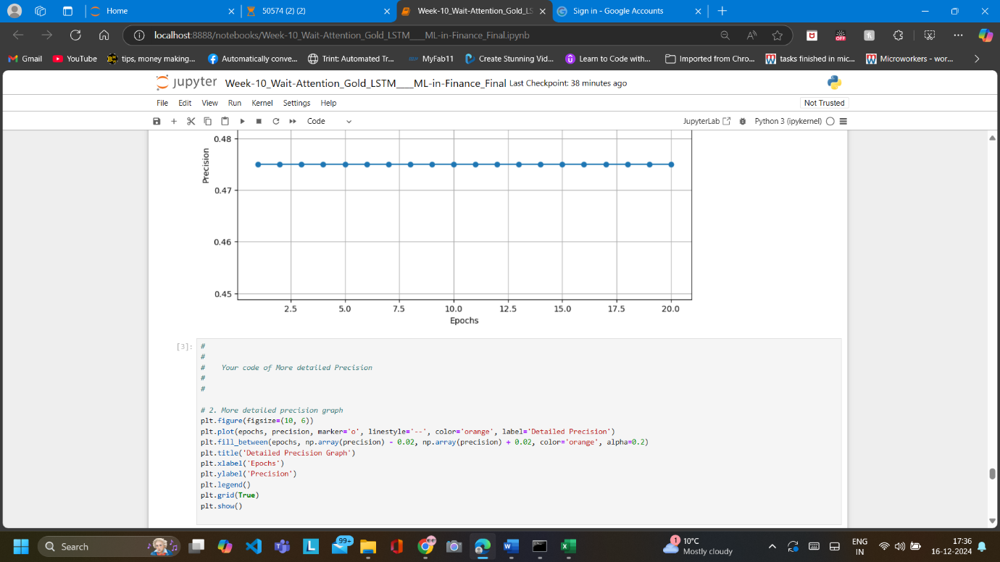 Home
50574 (2) (2)
Week-10_Wait-Attention_Gold_LS
Sign in - Google Accounts
localhost:8888/notebooks/Week-10_Wait-Attention_Gold_LSTM____ML-in-Finance_Final.ipynb
OFF
Gmail
YouTube
tips, money making...
Automatically conve...
Trint: Automated Tr...
MyFab11
Create Stunning Vid...
Learn to Code with...
Imported from Chro...
tasks finished in mic...
Microworkers - wor...
jupyter Week-10_Wait-Attention_Gold_LSTM____ML-in-Finance_Final Last Checkpoint: 38 minutes ago
File Edit View Run Kernel Settings Help
Not Trusted
Code
JupyterLab
Python 3 (ipykernel)
0.48
Precision
0.47
0.46
0.45
2.5 5.0 7.5 10.0 12.5 15.0 17.5 20.0
Epochs
[3]:
#
#
# Your code of More detailed Precision
#
#
# 2. More detailed precision graph
plt.figure(figsize=(10, 6))
plt.plot(epochs, precision, marker='o', linestyle='--', color='orange', label='Detailed Precision')
plt.fill_between(epochs, np.array(precision) - 0.02, np.array(precision) + 0.02, color='orange', alpha=0.2)
plt.title('Detailed Precision Graph')
plt.xlabel('Epochs')
plt.ylabel('Precision')
plt.legend()
plt.grid(True)
plt.show()
Search
99+
1
10°C
Mostly cloudy
ENG
IN
17:36
16-12-2024